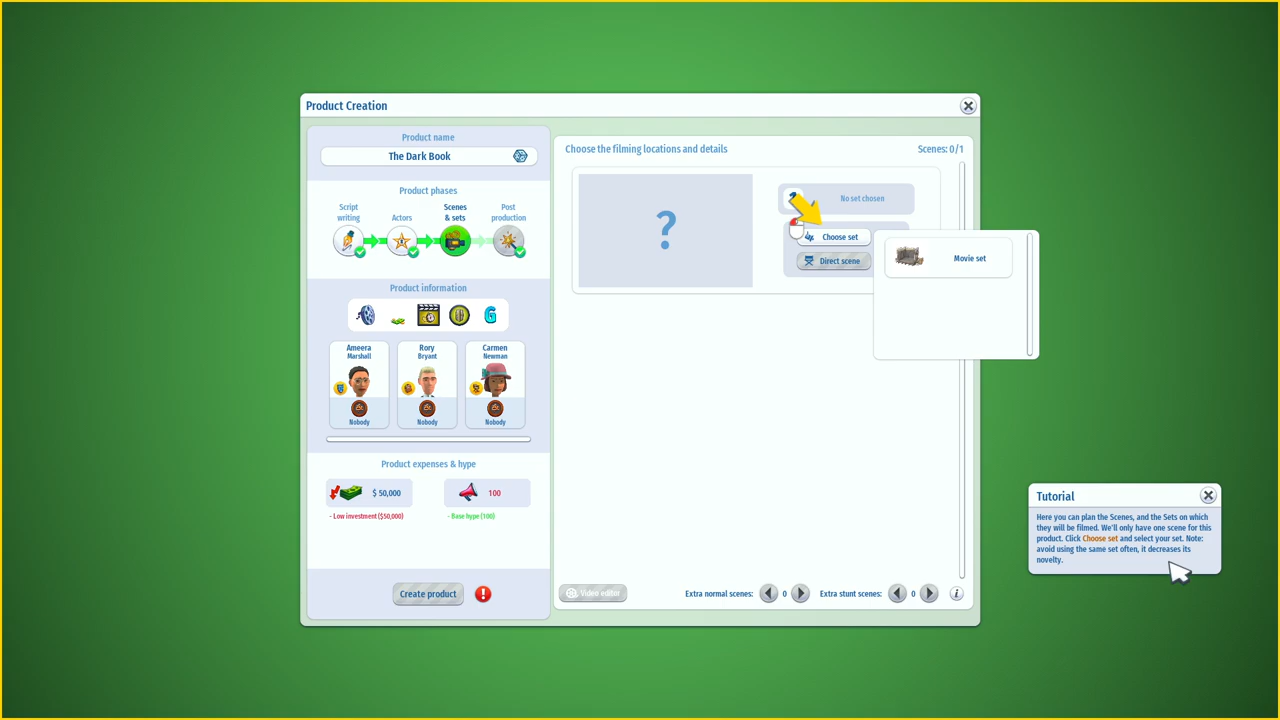 Product Creation
Product name
The Dark Book
Product phases
Script writing
Actors
Scenes & sets
Post production
Product information
Ameera Marshall
Nobody
Rory Bryant
Nobody
Carmen Newman
Nobody
Product expenses & hype
$ 50,000
100
- Low investment ($50,000)
- Base hype (100)
Create product
Choose the filming locations and details
Scenes: 0/1
?
No set chosen
Choose set
Direct scene
Movie set
Video editor
Extra normal scenes:
0
Extra stunt scenes:
0
Tutorial
Here you can plan the Scenes, and the Sets on which
they will be filmed. We'll only have one scene for this
product. Click Choose set and select your set. Note:
avoid using the same set often, it decreases its
novelty.